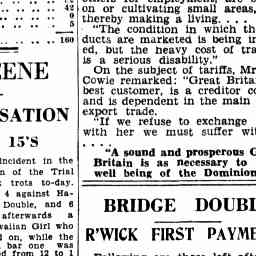 . . 42
. . 0
. . 5
160
ENE
SATION
15'S
incident in the
n of the Trial
trots to-day.
4 against Ha-
Double, and 6
afterwards a
waiian Girl who
d on, while the
bar one was
ed from 12 to 1
on or cultivating small areas,
thereby making a living. . . .
"The condition in which th
ducts are marketed is being in
ed, but the heavy cost of tra
is a serious disability."
On the subject of tariffs, Mr
Cowie remarked: "Great Brita
best customer, is a creditor co
and is dependent in the main
export trade.
"If we refuse to exchange
with her we must suffer wit
. . . .
"A sound and prosperous G
Britain is as necessary to
well being of the Dominion
BRIDGE DOUBL
R'WICK FIRST PAYME